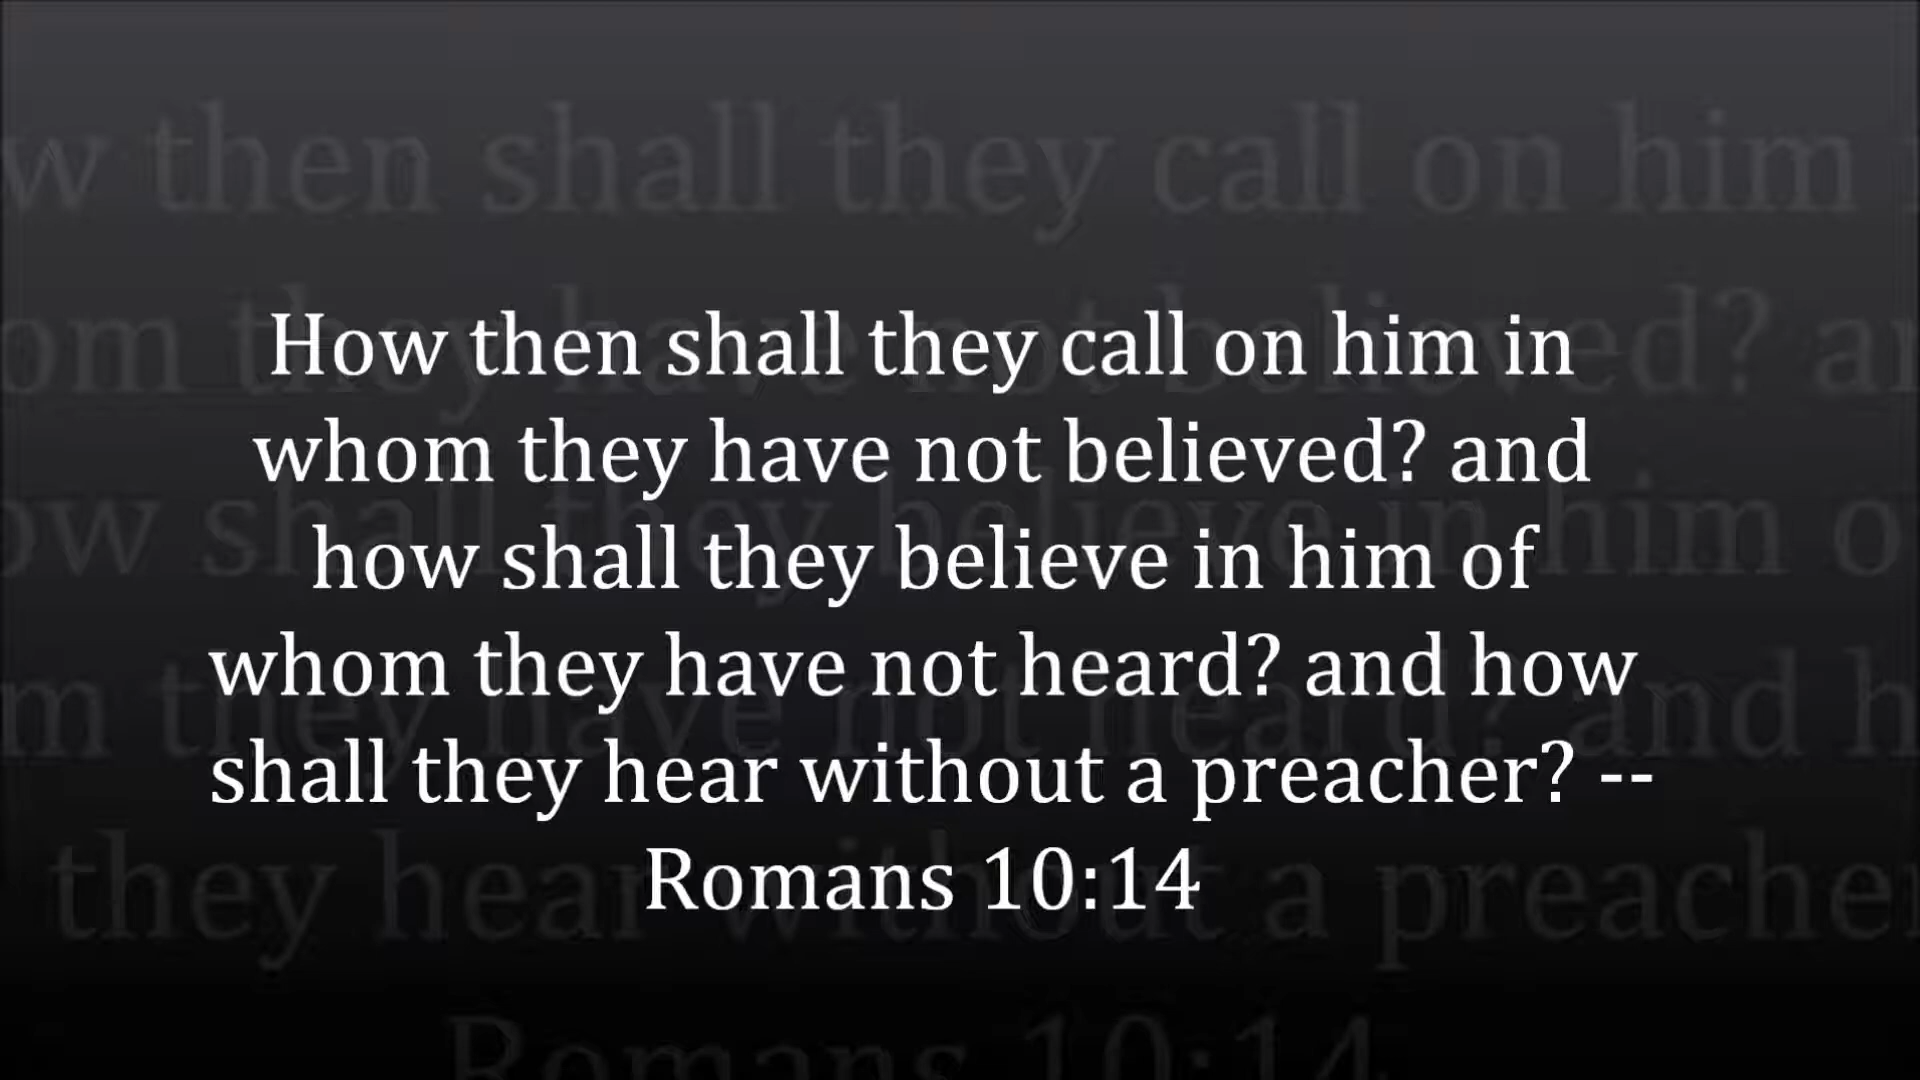 How then shall they call on him in
whom they have not believed? and
how shall they believe in him of
whom they have not heard? and how
shall they hear without a preacher? --
Romans 10:14